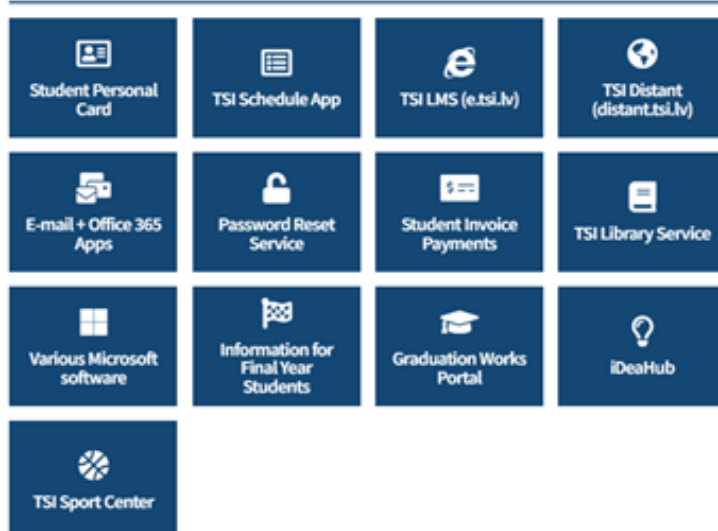 Student Personal
Card
TSI Schedule App
TSI LMS (e.tsi.lv)
TSI Distant
(distant.tsi.lv)
E-mail + Office 365
Apps
Password Reset
Service
Student Invoice
Payments
TSI Library Service
Various Microsoft
software
Information for
Final Year
Students
Graduation Works
Portal
iDeaHub
TSI Sport Center